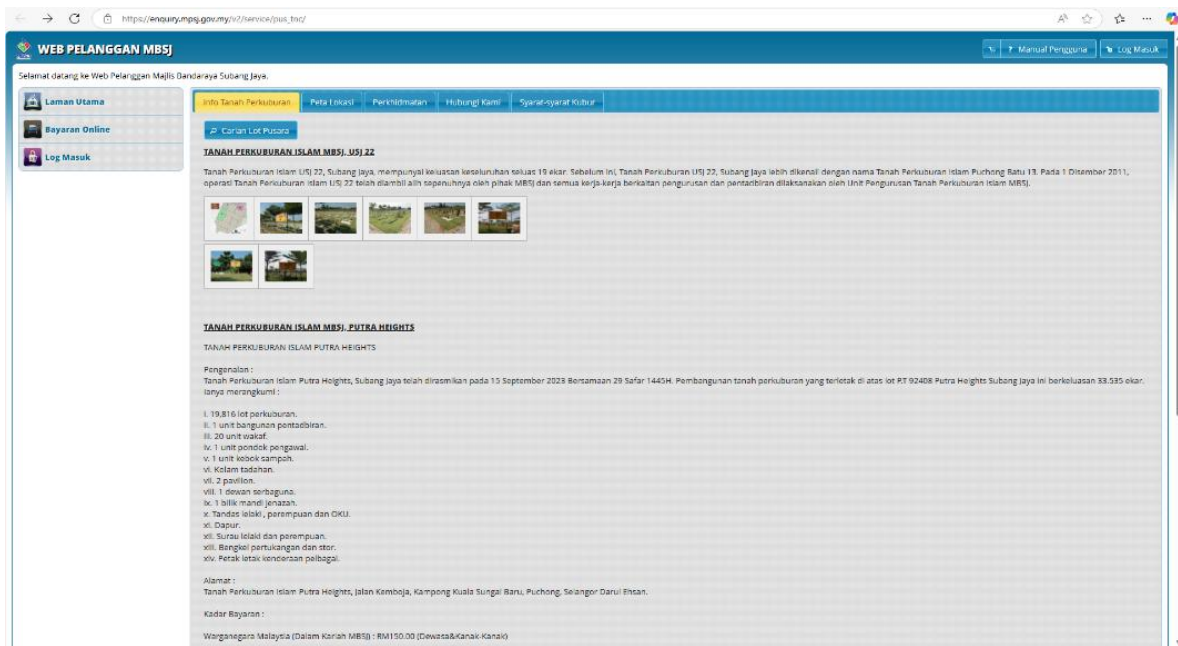 https://enquiry.mpsj.gov.my/v2/service/pus_tnc/
WEB PELANGGAN MBSJ
? Manual Pengguna
Log Masuk
Selamat datang ke Web Pelanggan Majlis Bandaraya Subang Jaya.
Laman Utama
Bayaran Online
Log Masuk
Info Tanah Perkuburan
Peta Lokasi
Perkhidmatan
Hubungi Kami
Syarat-syarat Kubur
Carian Lot Pusara
TANAH PERKUBURAN ISLAM MBSJ, USJ 22
Tanah Perkuburan Islam USJ 22, Subang Jaya, mempunyai keluasan keseluruhan seluas 19 ekar. Sebelum ini, Tanah Perkuburan USJ 22, Subang Jaya lebih dikenali dengan nama Tanah Perkuburan Islam Puchong Batu 13. Pada 1 Disember 2011,
operasi Tanah Perkuburan Islam USJ 22 telah diambil alih sepenuhnya oleh pihak MBSJ dan semua kerja-kerja berkaitan pengurusan dan pentadbiran dilaksanakan oleh Unit Pengurusan Tanah Perkuburan Islam MBSJ.
TANAH PERKUBURAN ISLAM MBSJ, PUTRA HEIGHTS
TANAH PERKUBURAN ISLAM PUTRA HEIGHTS
Pengenalan :
Tanah Perkuburan Islam Putra Heights, Subang Jaya telah dirasmikan pada 15 September 2023 Bersamaan 29 Safar 1445H. Pembangunan tanah perkuburan yang terletak di atas lot PT 92408 Putra Heights Subang Jaya ini berkeluasan 33.535 ekar.
Ianya merangkumi :
i. 19,816 lot perkuburan.
ii. 1 unit bangunan pentadbiran.
iii. 20 unit wakaf.
iv. 1 unit pondok pengawal.
v. 1 unit kebok sampah.
vi. Kolam tadahan.
vii. 2 pavilion.
viii. 1 dewan serbaguna.
ix. 1 bilik mandi jenazah.
x. Tandas lelaki , perempuan dan OKU.
xi. Dapur.
xii. Surau lelaki dan perempuan.
xiii. Bengkel pertukangan dan stor.
xiv. Petak letak kenderaan pelbagai.
Alamat :
Tanah Perkuburan Islam Putra Heights, Jalan Kemboja, Kampong Kuala Sungai Baru, Puchong, Selangor Darul Ehsan.
Kadar Bayaran :
Warganegara Malaysia (Dalam Kariah MBSJ) : RM150.00 (Dewasa&Kanak-Kanak)